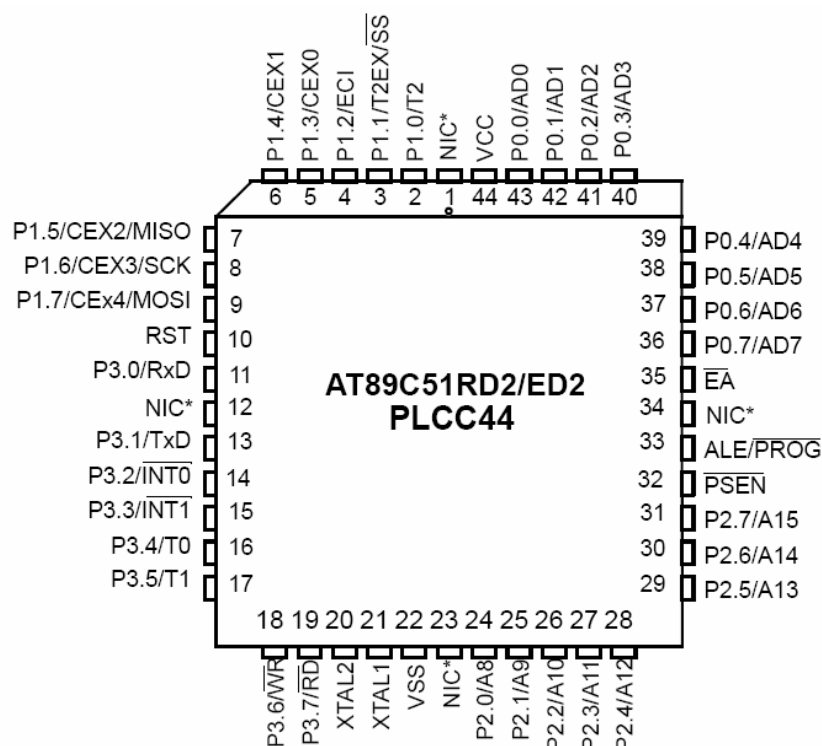 P1.4/CEX1
P1.3/CEX0
P1.2/ECI
P1.1/T2EX/S̅S̅
P1.0/T2
NIC*
VCC
P0.0/AD0
P0.1/AD1
P0.2/AD2
P0.3/AD3
6 5 4 3 2 1 44 43 42 41 40
P1.5/CEX2/MISO 7
P1.6/CEX3/SCK 8
P1.7/CEx4/MOSI 9
RST 10
P3.0/RxD 11
NIC* 12
P3.1/TxD 13
P3.2/I̅N̅T̅0̅ 14
P3.3/I̅N̅T̅1̅ 15
P3.4/T0 16
P3.5/T1 17
AT89C51RD2/ED2
PLCC44
39 P0.4/AD4
38 P0.5/AD5
37 P0.6/AD6
36 P0.7/AD7
35 E̅A̅
34 NIC*
33 ALE/P̅R̅O̅G̅
32 P̅S̅E̅N̅
31 P2.7/A15
30 P2.6/A14
29 P2.5/A13
18 19 20 21 22 23 24 25 26 27 28
P3.6/W̅R̅
P3.7/R̅D̅
XTAL2
XTAL1
VSS
NIC*
P2.0/A8
P2.1/A9
P2.2/A10
P2.3/A11
P2.4/A12